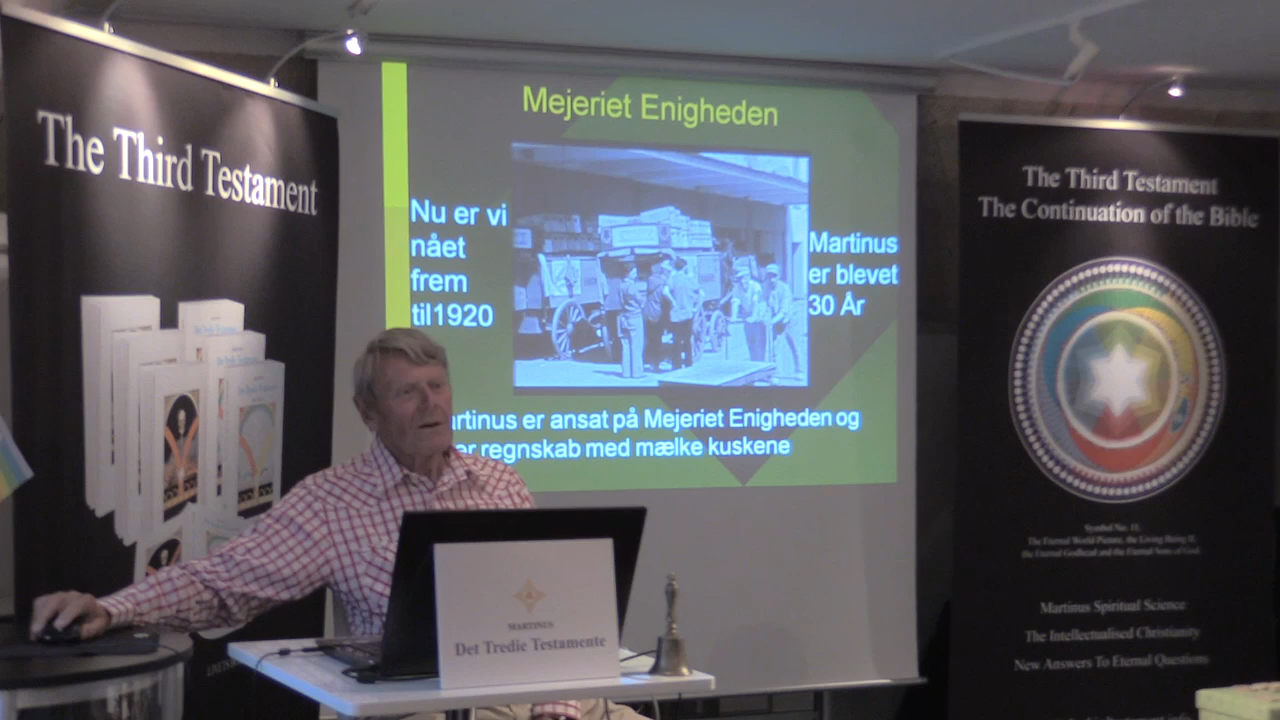 The Third Testament
Mejeriet Enigheden
Nu er vi
nået
frem
til1920
Martinus
er blevet
30 År
artinus er ansat på Mejeriet Enigheden og
er regnskab med mælke kuskene
MARTINUS
Det Tredie Testamente
The Third Testament
The Continuation of the Bible
Symbol No. 11.
The Eternal World Picture, the Living Being II,
the Eternal Godhead and the Eternal Sons of God.
Martinus Spiritual Science
The Intellectualised Christianity
New Answers To Eternal Questions